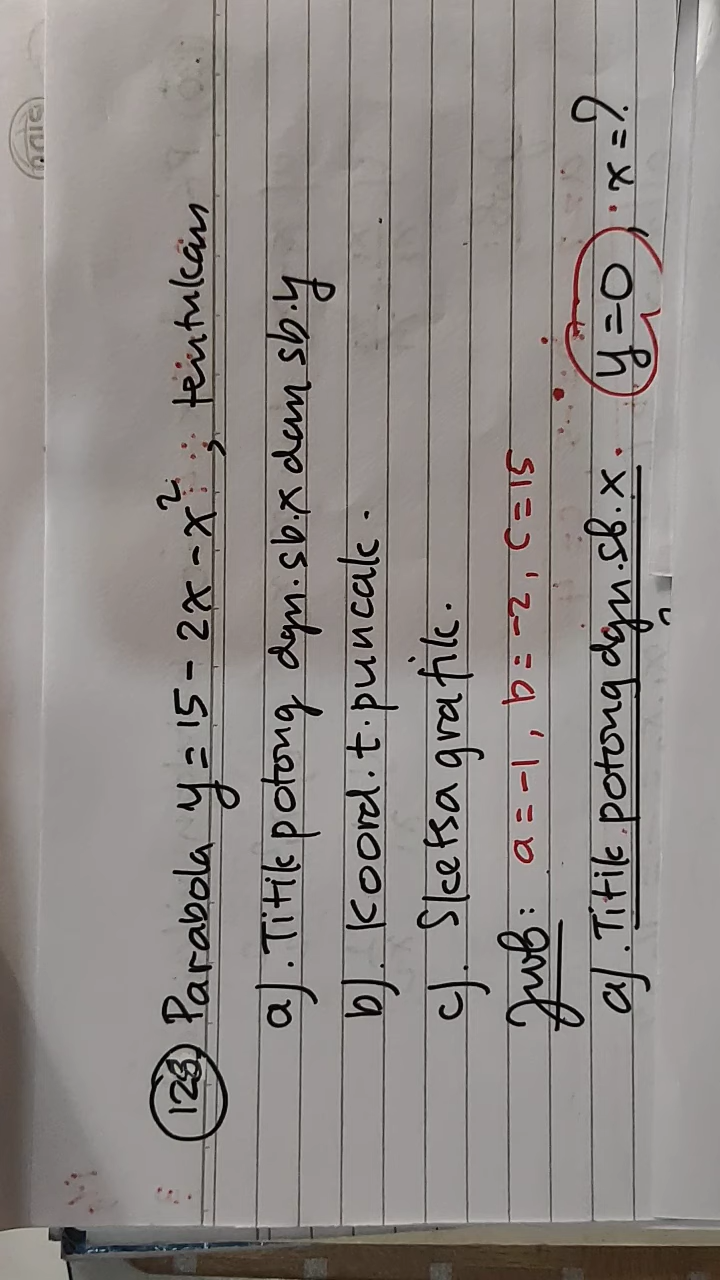 128 Parabola y = 15 - 2x - x², tentukan
a). Titik potong dgn. sb. x dan sb. y
b). Koord. t. puncak.
c). Sketsa grafik.
Jwb: a = -1, b = -2, c = 15
a). Titik potong dgn. sb. x. y = 0, x = ?